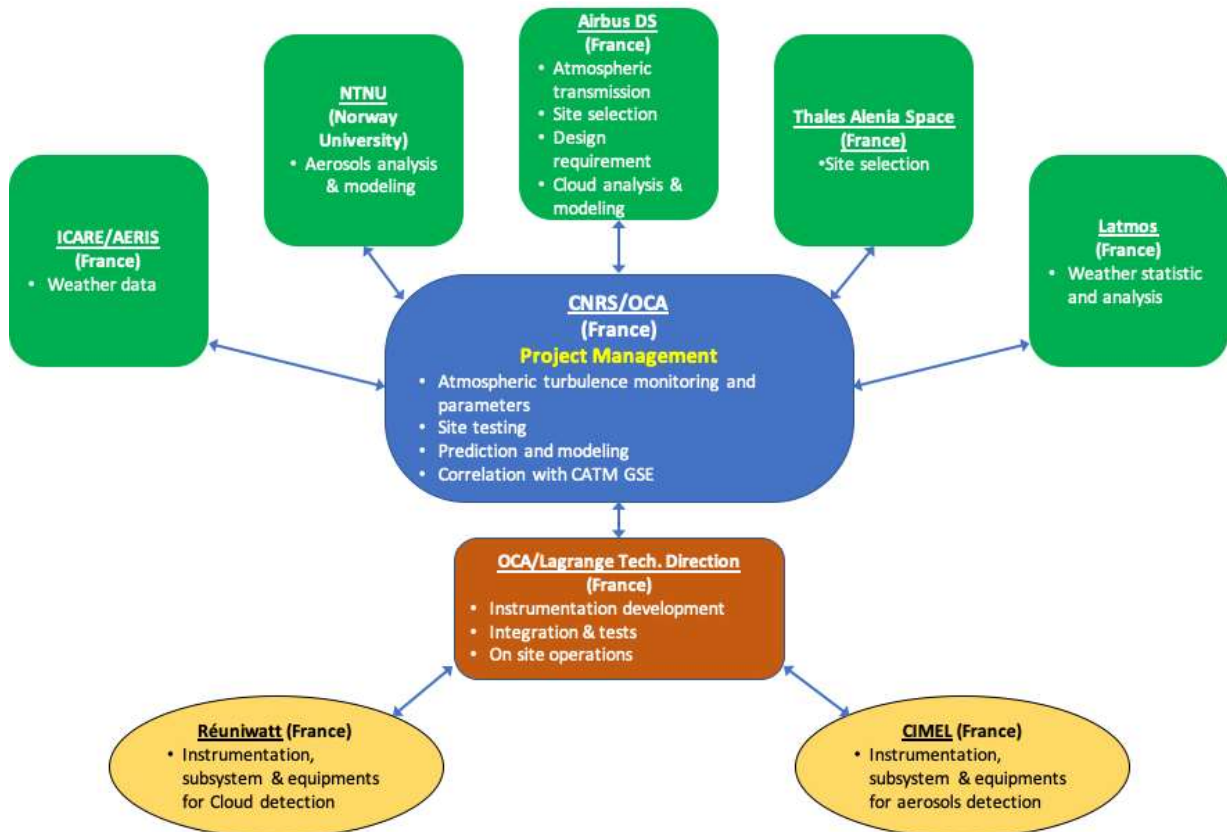 Airbus DS
(France)
• Atmospheric
transmission
• Site selection
• Design
requirement
• Cloud analysis &
modeling
NTNU
(Norway
University)
• Aerosols analysis
& modeling
Thales Alenia Space
(France)
•Site selection
ICARE/AERIS
(France)
• Weather data
Latmos
(France)
• Weather statistic
and analysis
CNRS/OCA
(France)
Project Management
• Atmospheric turbulence monitoring and
parameters
• Site testing
• Prediction and modeling
• Correlation with CATM GSE
OCA/Lagrange Tech. Direction
(France)
• Instrumentation development
• Integration & tests
• On site operations
Réuniwatt (France)
• Instrumentation,
subsystem & equipments
for Cloud detection
CIMEL (France)
• Instrumentation,
subsystem & equipments
for aerosols detection